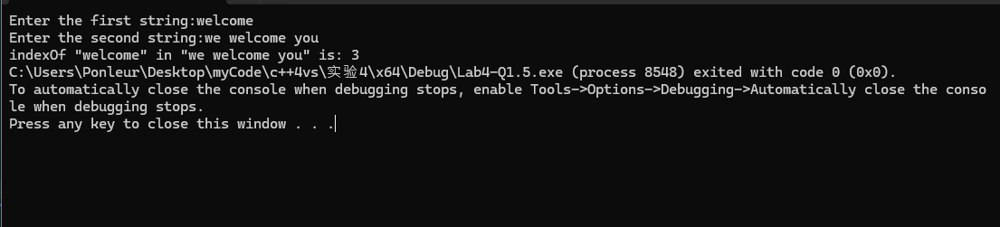 Enter the first string:welcome
Enter the second string:we welcome you
indexOf "welcome" in "we welcome you" is: 3
C:\Users\Ponleur\Desktop\myCode\c++4vs\实验4\x64\Debug\Lab4-Q1.5.exe (process 8548) exited with code 0 (0x0).
To automatically close the console when debugging stops, enable Tools->Options->Debugging->Automatically close the conso
le when debugging stops.
Press any key to close this window . . .